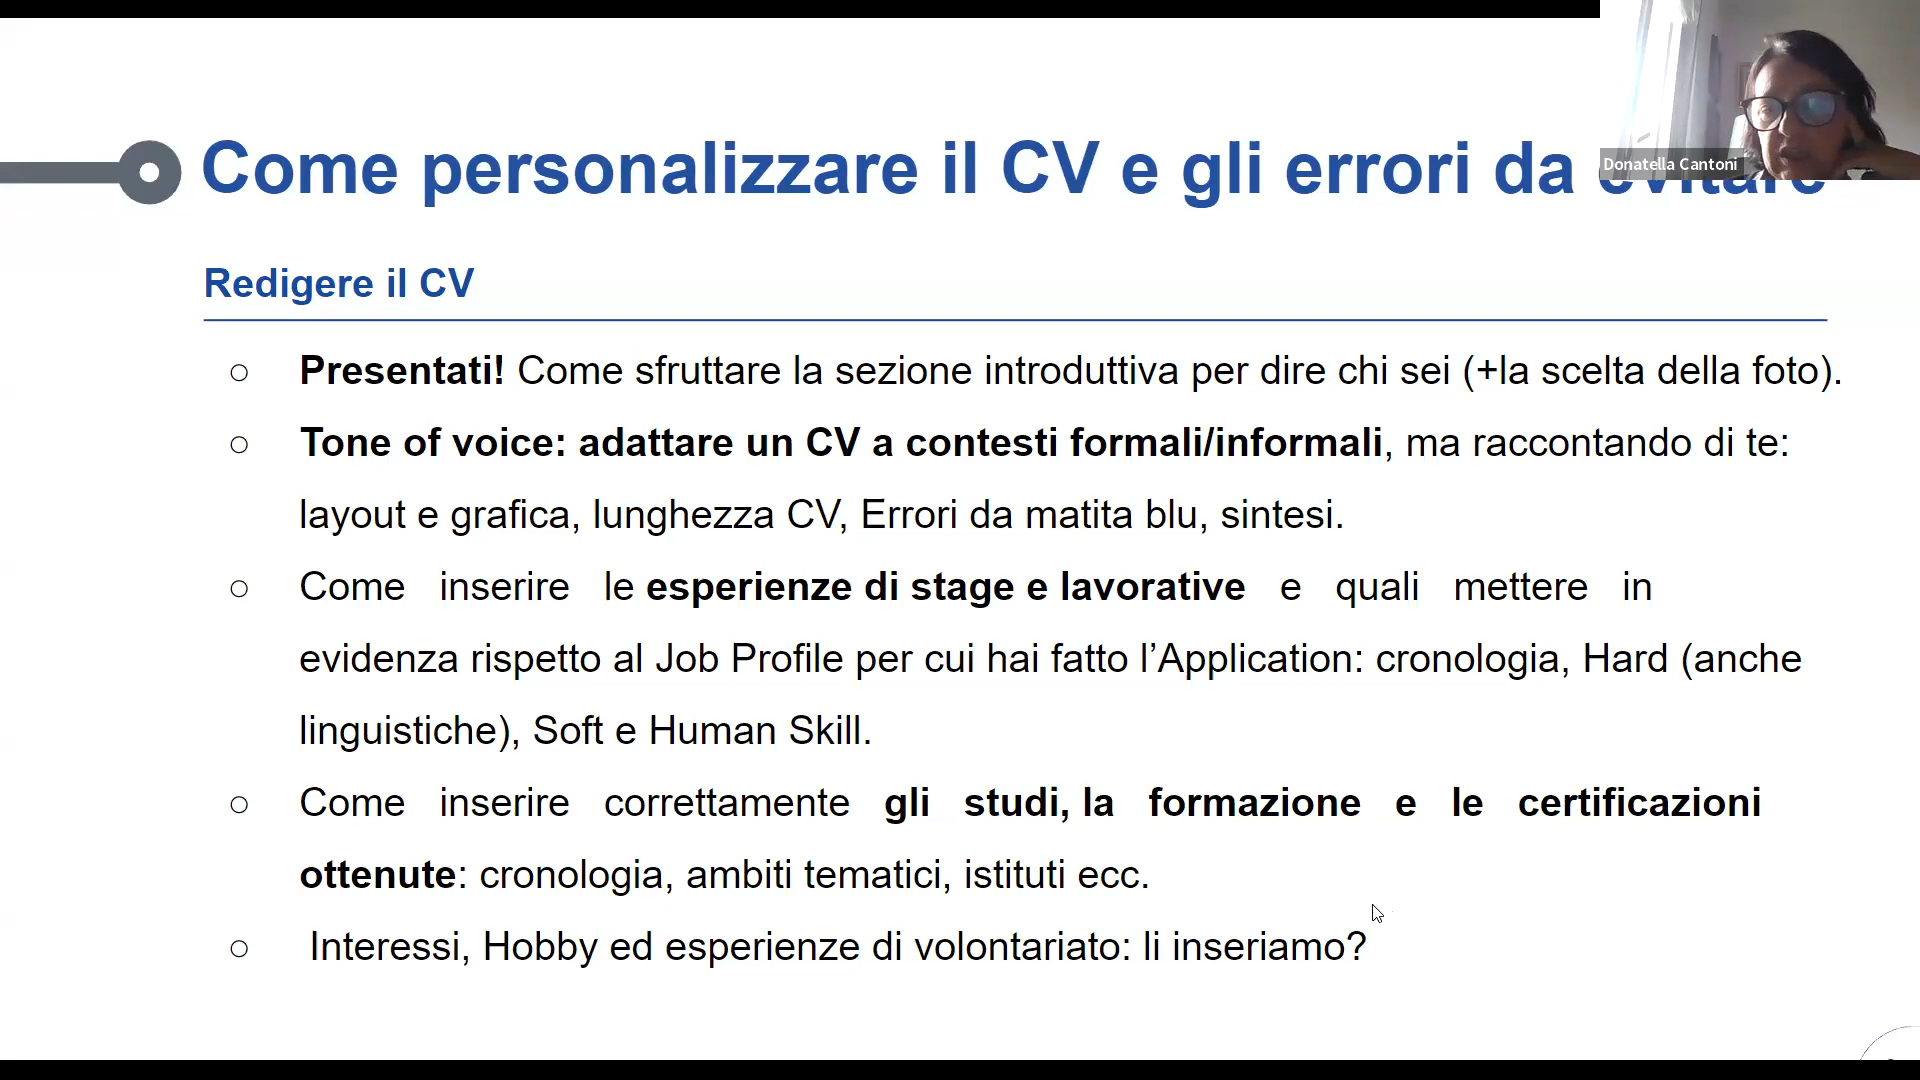 Come personalizzare il CV e gli errori da evitare
Donatella Cantoni
Redigere il CV
○ Presentati! Come sfruttare la sezione introduttiva per dire chi sei (+la scelta della foto).
○ Tone of voice: adattare un CV a contesti formali/informali, ma raccontando di te:
layout e grafica, lunghezza CV, Errori da matita blu, sintesi.
○ Come inserire le esperienze di stage e lavorative e quali mettere in
evidenza rispetto al Job Profile per cui hai fatto l’Application: cronologia, Hard (anche
linguistiche), Soft e Human Skill.
○ Come inserire correttamente gli studi, la formazione e le certificazioni
ottenute: cronologia, ambiti tematici, istituti ecc.
○ Interessi, Hobby ed esperienze di volontariato: li inseriamo?